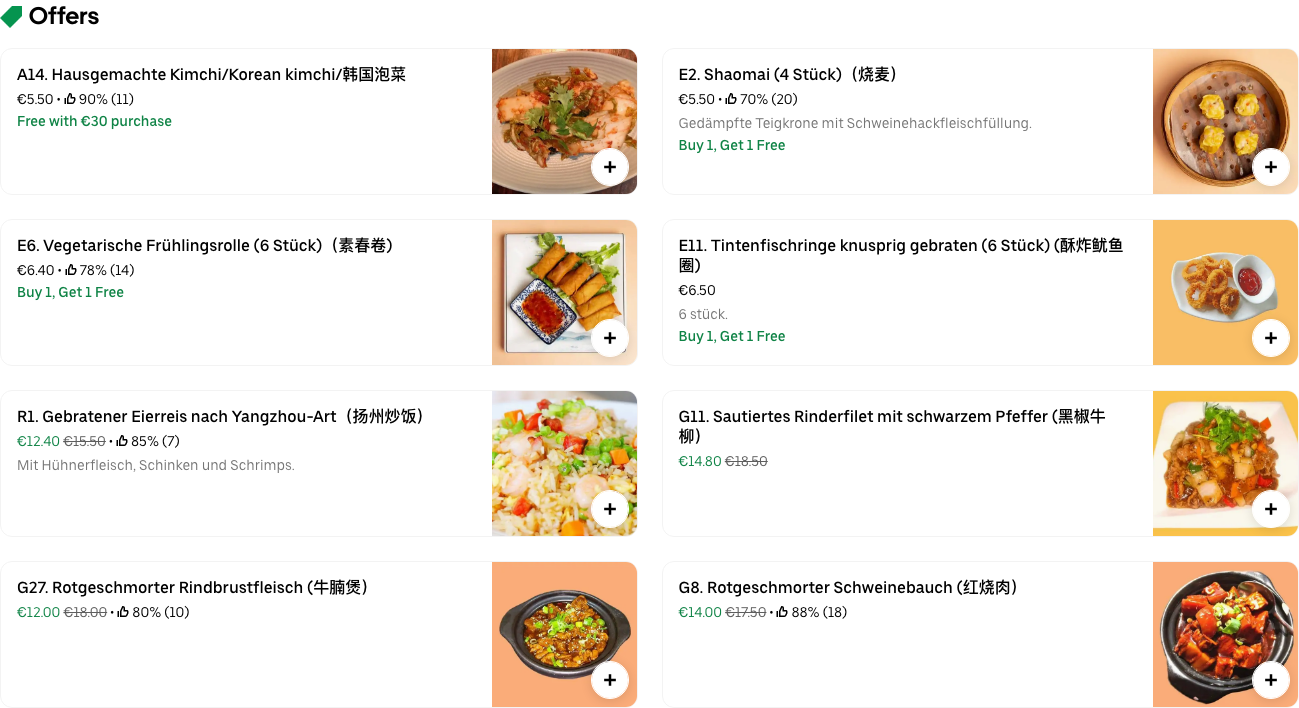 Offers
A14. Hausgemachte Kimchi/Korean kimchi/韩国泡菜
€5.50 • 90% (11)
Free with €30 purchase
E2. Shaomai (4 Stück)（烧麦）
€5.50 • 70% (20)
Gedämpfte Teigkrone mit Schweinehackfleischfüllung.
Buy 1, Get 1 Free
E6. Vegetarische Frühlingsrolle (6 Stück)（素春卷）
€6.40 • 78% (14)
Buy 1, Get 1 Free
E11. Tintenfischringe knusprig gebraten (6 Stück) (酥炸鱿鱼
圈）
€6.50
6 stück.
Buy 1, Get 1 Free
R1. Gebratener Eierreis nach Yangzhou-Art（扬州炒饭）
€12.40 €15.50 • 85% (7)
Mit Hühnerfleisch, Schinken und Schrimps.
G11. Sautiertes Rinderfilet mit schwarzem Pfeffer (黑椒牛
柳）
€14.80 €18.50
G27. Rotgeschmorter Rindbrustfleisch (牛腩煲）
€12.00 €18.00 • 80% (10)
G8. Rotgeschmorter Schweinebauch (红烧肉）
€14.00 €17.50 • 88% (18)